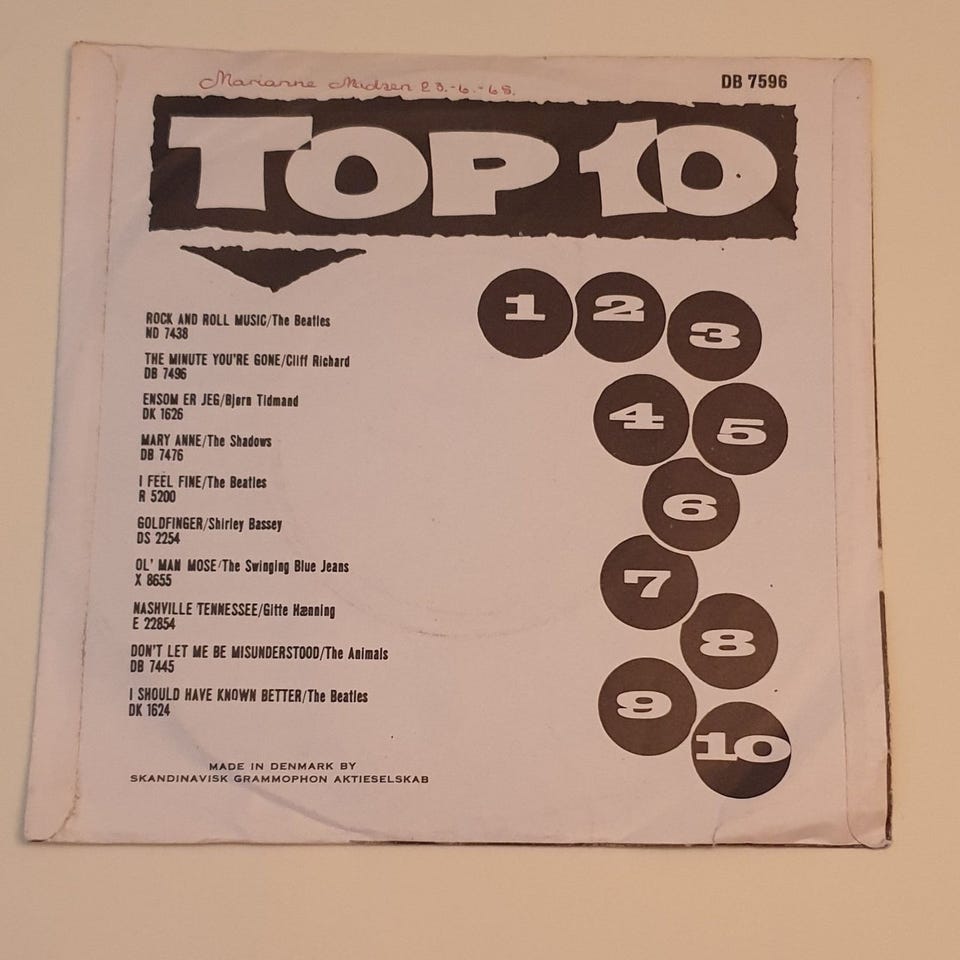 Marianne Madsen 23.-6.-68.
DB 7596
TOP 10
1 2 3
4 5
6
7
8
9
10
ROCK AND ROLL MUSIC/The Beatles
ND 7438
THE MINUTE YOU'RE GONE/Cliff Richard
DB 7496
ENSOM ER JEG/Bjørn Tidmand
DK 1626
MARY ANNE/The Shadows
DB 7476
I FEEL FINE/The Beatles
R 5200
GOLDFINGER/Shirley Bassey
DS 2254
OL' MAN MOSE/The Swinging Blue Jeans
X 8655
NASHVILLE TENNESSEE/Gitte Hænning
E 22854
DON'T LET ME BE MISUNDERSTOOD/The Animals
DB 7445
I SHOULD HAVE KNOWN BETTER/The Beatles
DK 1624
MADE IN DENMARK BY
SKANDINAVISK GRAMMOPHON AKTIESELSKAB